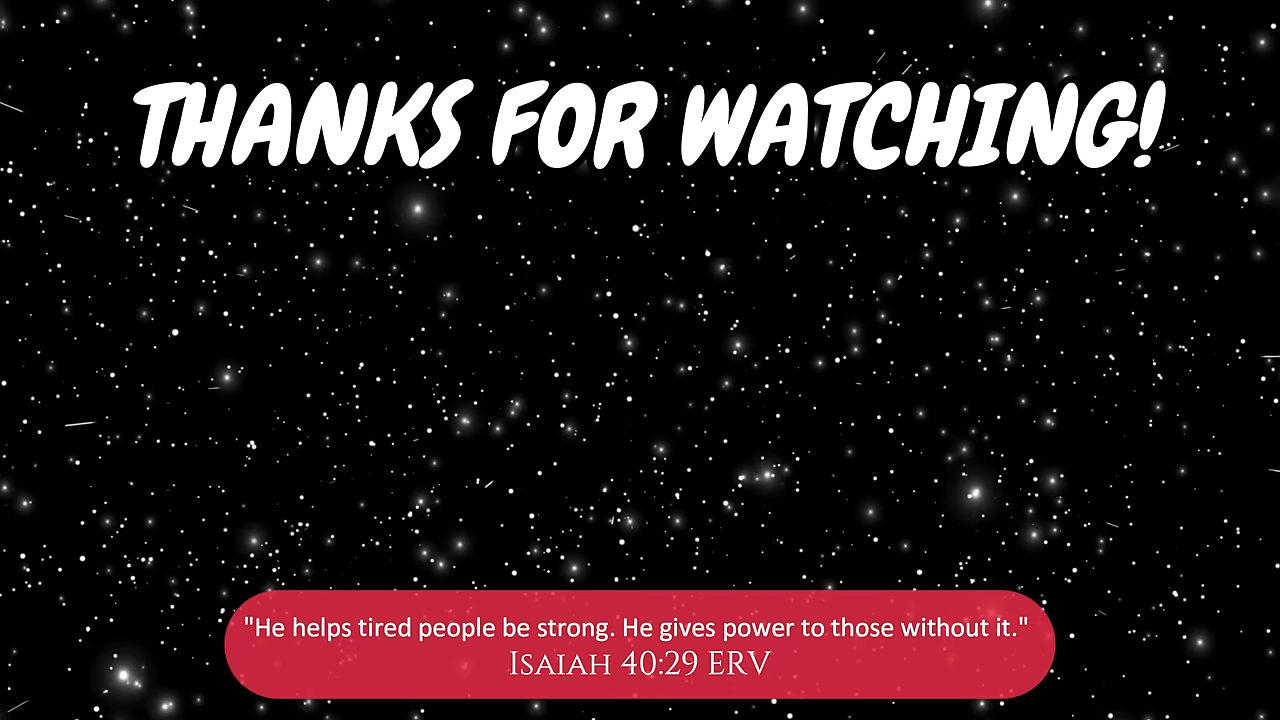 THANKS FOR WATCHING!
"He helps tired people be strong. He gives power to those without it."
Isaiah 40:29 ERV